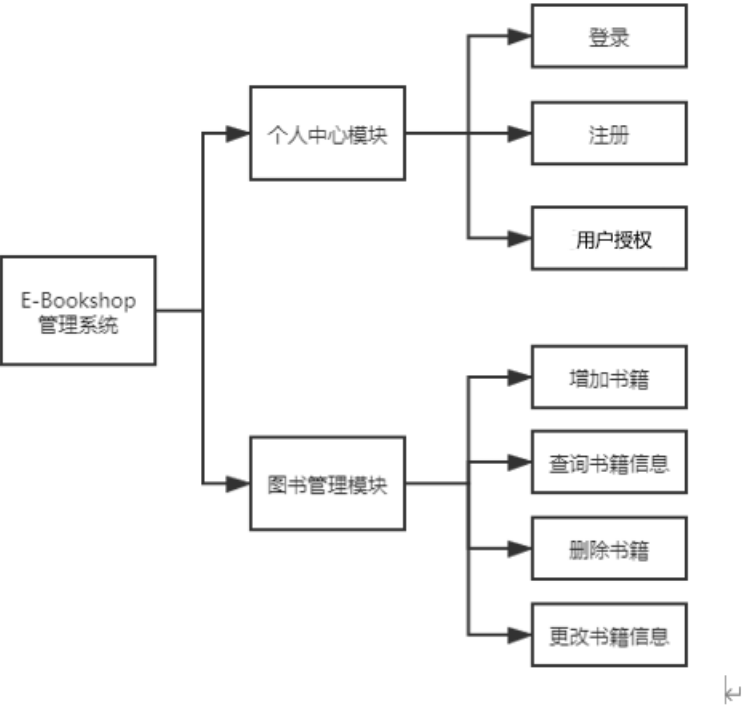 E-Bookshop
管理系统
个人中心模块
登录
注册
用户授权
图书管理模块
增加书籍
查询书籍信息
删除书籍
更改书籍信息